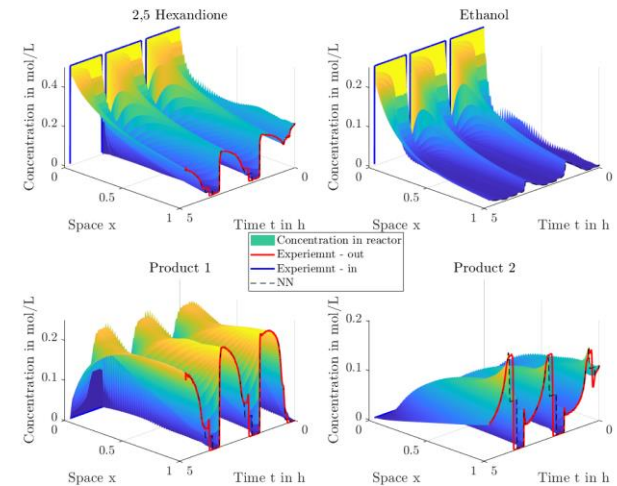 2,5 Hexandione
Ethanol
Concentration in mol/L
0.4
0.2
0
0
0.5
1 5
Space x
Time t in h
Concentration in mol/L
0.6
0.4
0.2
0
0
0.5
1 5
Space x
Time t in h
Concentration in reactor
Experiemnt - out
Experiemnt - in
NN
Product 1
Product 2
Concentration in mol/L
0.2
0.1
0
0
0.5
1 5
Space x
Time t in h
Concentration in mol/L
0.2
0.1
0
0
0.5
1 5
Space x
Time t in h